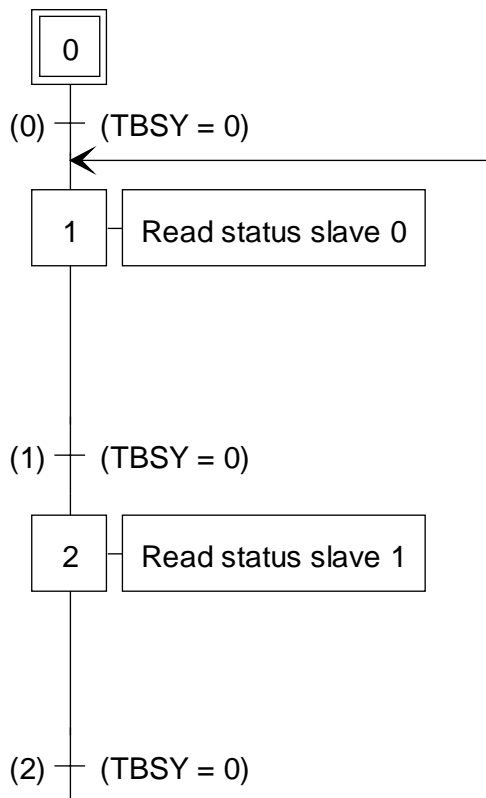 0
(0) (TBSY = 0)
1 Read status slave 0
(1) (TBSY = 0)
2 Read status slave 1
(2) (TBSY = 0)